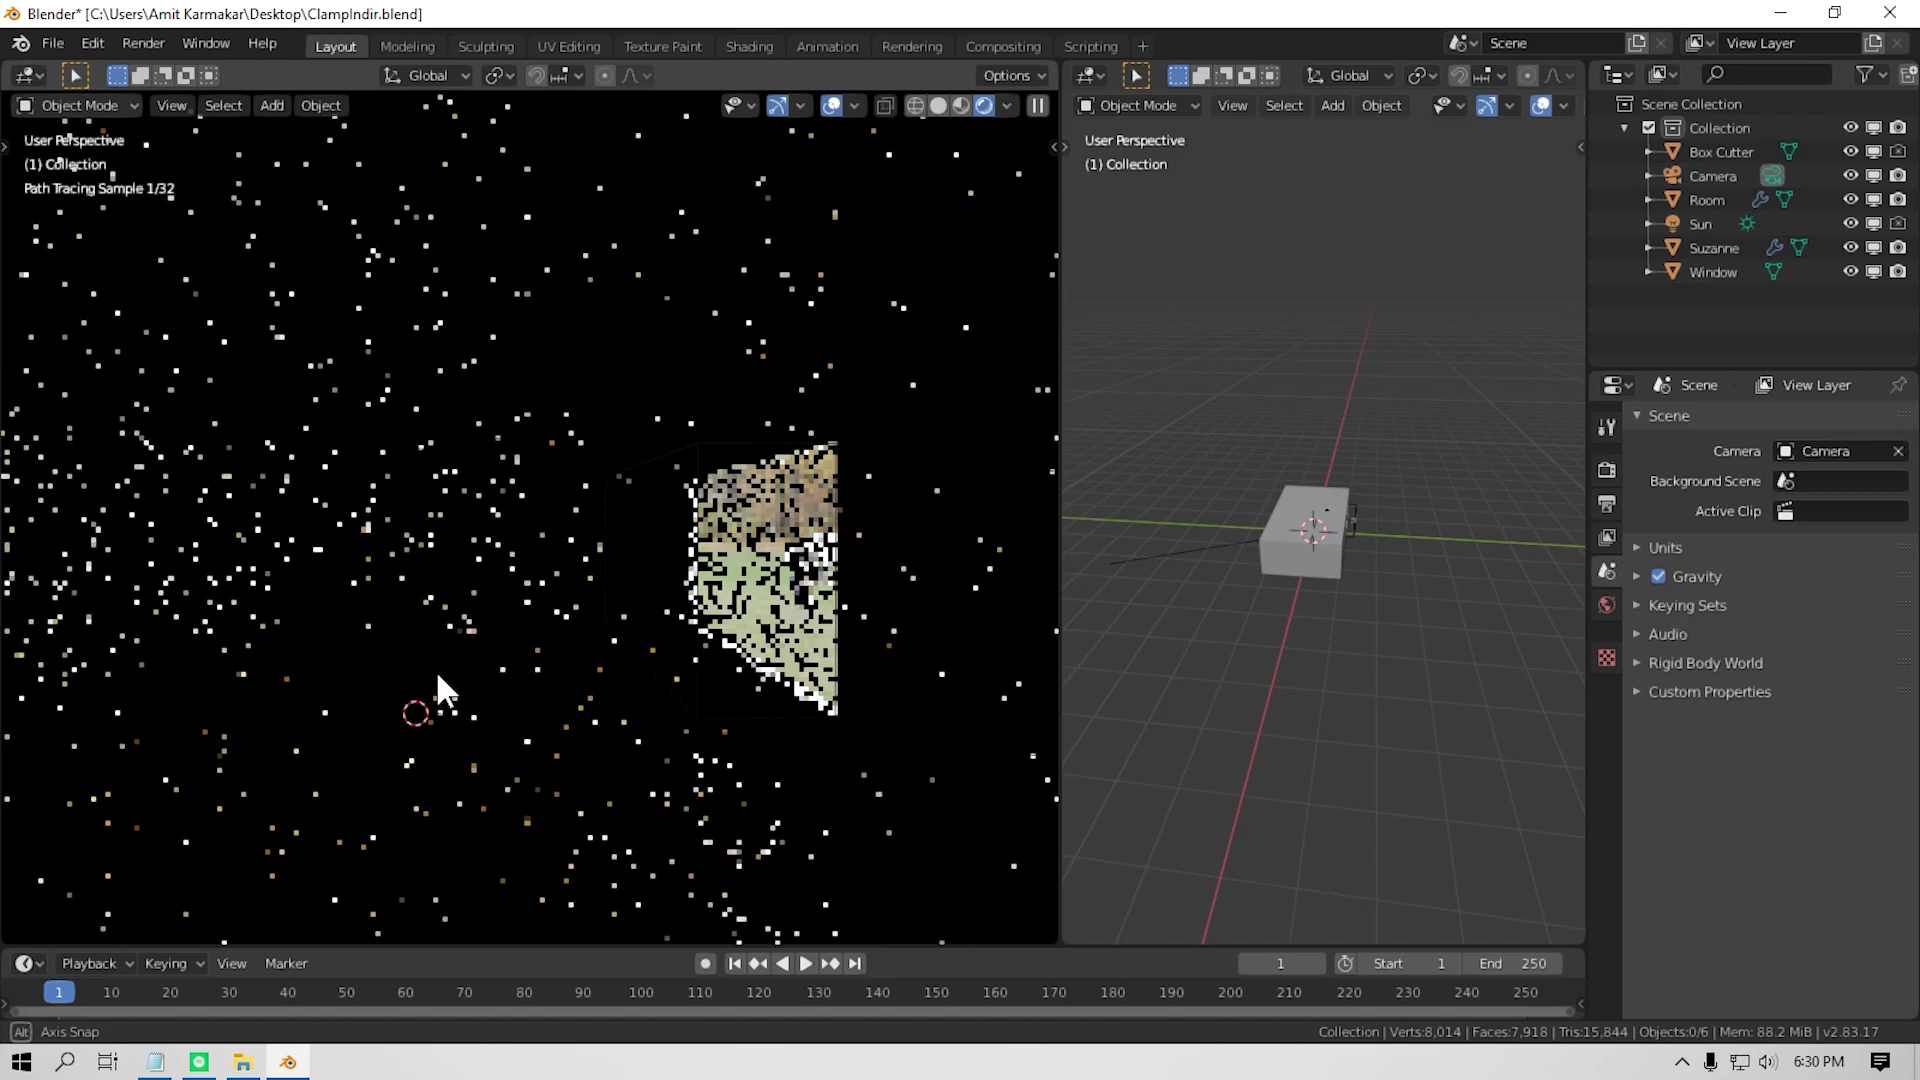 Blender* [C:\Users\Amit Karmakar\Desktop\ClampIndir.blend]
File Edit Render Window Help Layout Modeling Sculpting UV Editing Texture Paint Shading Animation Rendering Compositing Scripting + Scene View Layer
Global Options Global
Object Mode View Select Add Object Object Mode View Select Add Object
User Perspective
(1) Collection
Path Tracing Sample 1/32
User Perspective
(1) Collection
Scene Collection
Collection
Box Cutter
Camera
Room
Sun
Suzanne
Window
Scene View Layer
Scene
Camera Camera
Background Scene
Active Clip
Units
Gravity
Keying Sets
Audio
Rigid Body World
Custom Properties
Playback Keying View Marker 1 Start 1 End 250
1 10 20 30 40 50 60 70 80 90 100 110 120 130 140 150 160 170 180 190 200 210 220 230 240 250
Alt Axis Snap Collection | Verts:8,014 | Faces:7,918 | Tris:15,844 | Objects:0/6 | Mem: 88.2 MiB | v2.83.17
6:30 PM